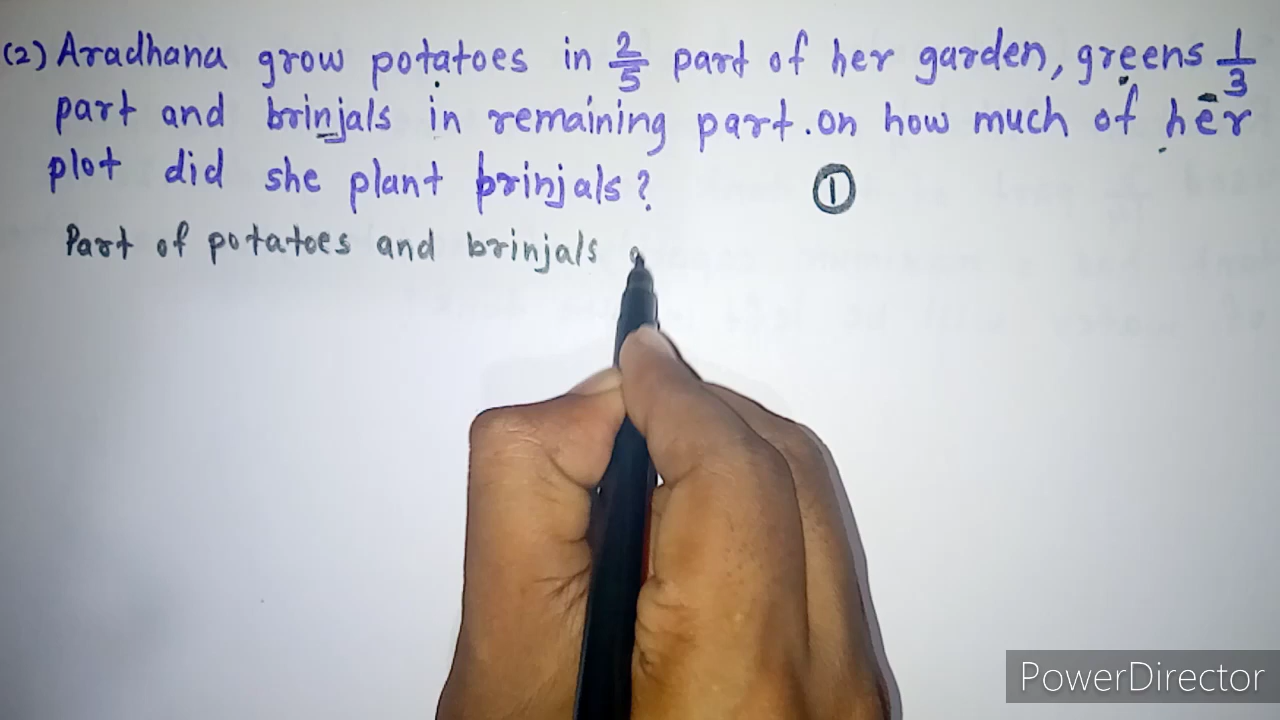 (2) Aradhana grow potatoes in 2/5 part of her garden, greens 1/3
part and brinjals in remaining part. On how much of her
plot did she plant brinjals? ①
Part of potatoes and brinjals
PowerDirector